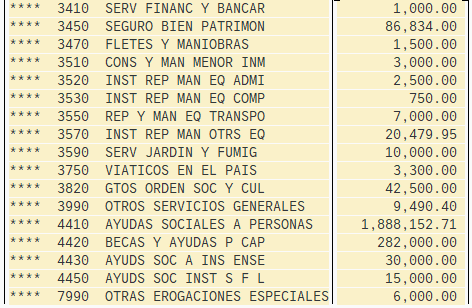 **** 3410 SERV FINANC Y BANCAR 1,000.00
**** 3450 SEGURO BIEN PATRIMON 86,834.00
**** 3470 FLETES Y MANIOBRAS 1,500.00
**** 3510 CONS Y MAN MENOR INM 3,000.00
**** 3520 INST REP MAN EQ ADMI 2,500.00
**** 3530 INST REP MAN EQ COMP 750.00
**** 3550 REP Y MAN EQ TRANSPO 7,000.00
**** 3570 INST REP MAN OTRS EQ 20,479.95
**** 3590 SERV JARDIN Y FUMIG 10,000.00
**** 3750 VIATICOS EN EL PAIS 3,300.00
**** 3820 GTOS ORDEN SOC Y CUL 42,500.00
**** 3990 OTROS SERVICIOS GENERALES 9,490.40
**** 4410 AYUDAS SOCIALES A PERSONAS 1,888,152.71
**** 4420 BECAS Y AYUDAS P CAP 282,000.00
**** 4430 AYUDS SOC A INS ENSE 30,000.00
**** 4450 AYUDS SOC INST S F L 15,000.00
**** 7990 OTRAS EROGACIONES ESPECIALES 6,000.00